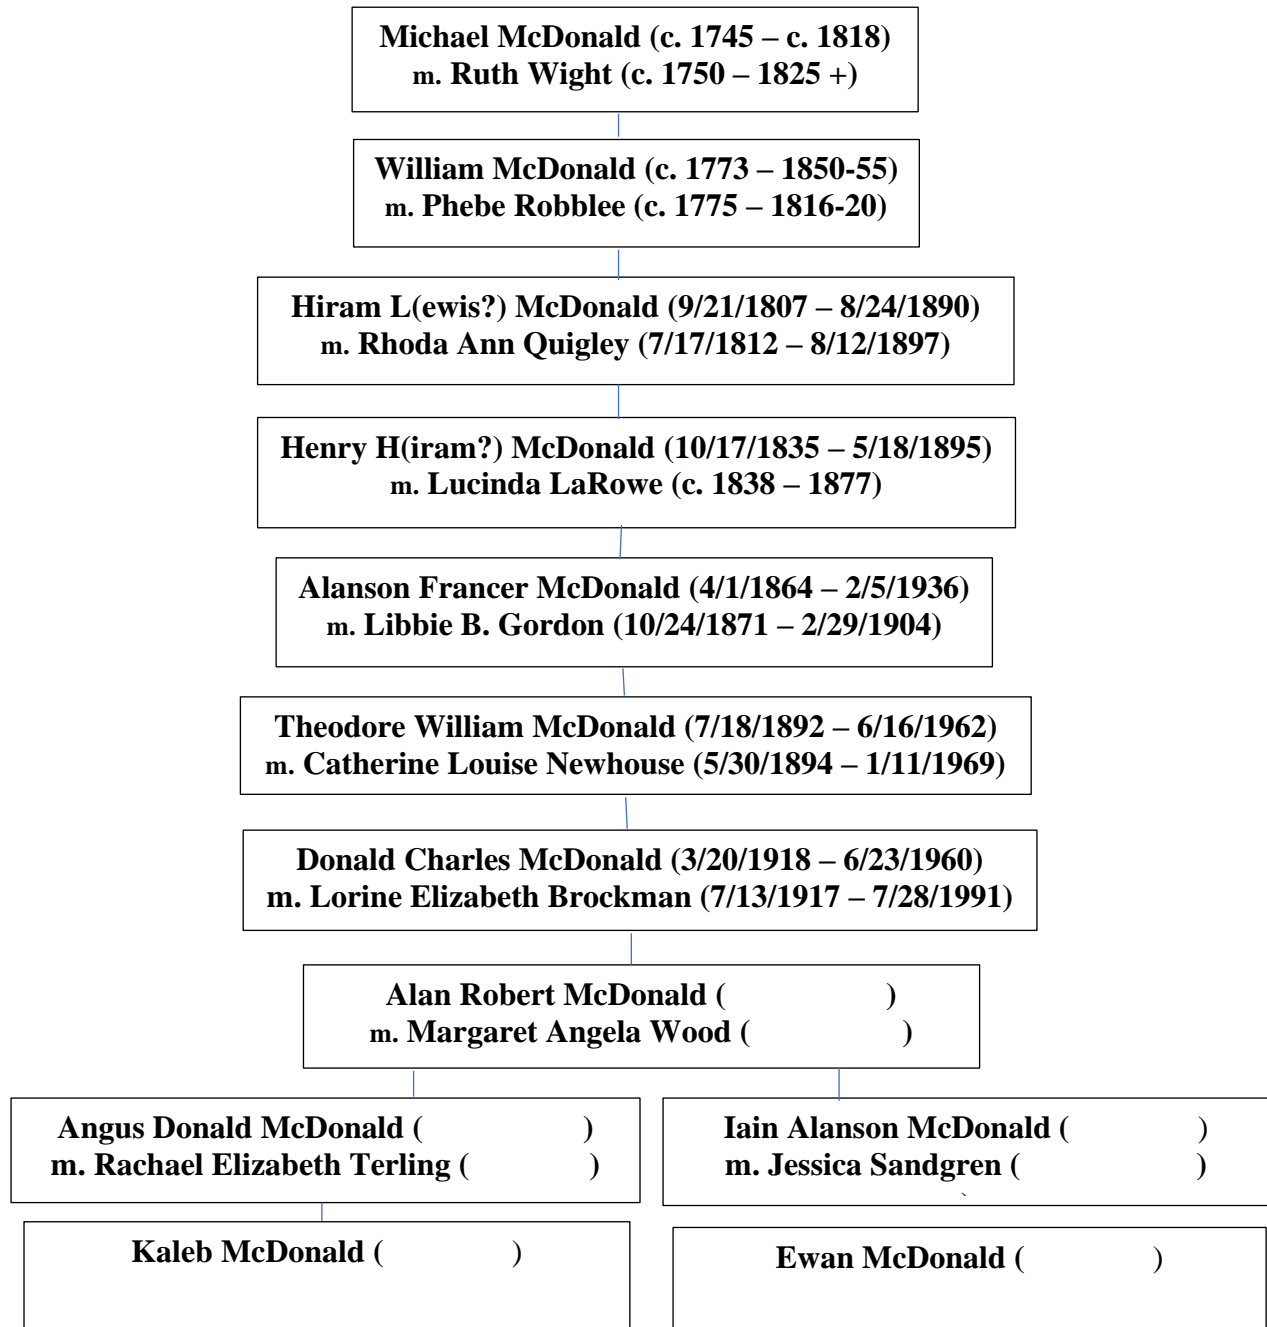 Michael McDonald (c. 1745 – c. 1818)
m. Ruth Wight (c. 1750 – 1825 +)
William McDonald (c. 1773 – 1850-55)
m. Phebe Robblee (c. 1775 – 1816-20)
Hiram L(ewis?) McDonald (9/21/1807 – 8/24/1890)
m. Rhoda Ann Quigley (7/17/1812 – 8/12/1897)
Henry H(iram?) McDonald (10/17/1835 – 5/18/1895)
m. Lucinda LaRowe (c. 1838 – 1877)
Alanson Francer McDonald (4/1/1864 – 2/5/1936)
m. Libbie B. Gordon (10/24/1871 – 2/29/1904)
Theodore William McDonald (7/18/1892 – 6/16/1962)
m. Catherine Louise Newhouse (5/30/1894 – 1/11/1969)
Donald Charles McDonald (3/20/1918 – 6/23/1960)
m. Lorine Elizabeth Brockman (7/13/1917 – 7/28/1991)
Alan Robert McDonald ( )
m. Margaret Angela Wood ( )
Angus Donald McDonald ( )
m. Rachael Elizabeth Terling ( )
Iain Alanson McDonald ( )
m. Jessica Sandgren ( )
Kaleb McDonald ( )
Ewan McDonald ( )